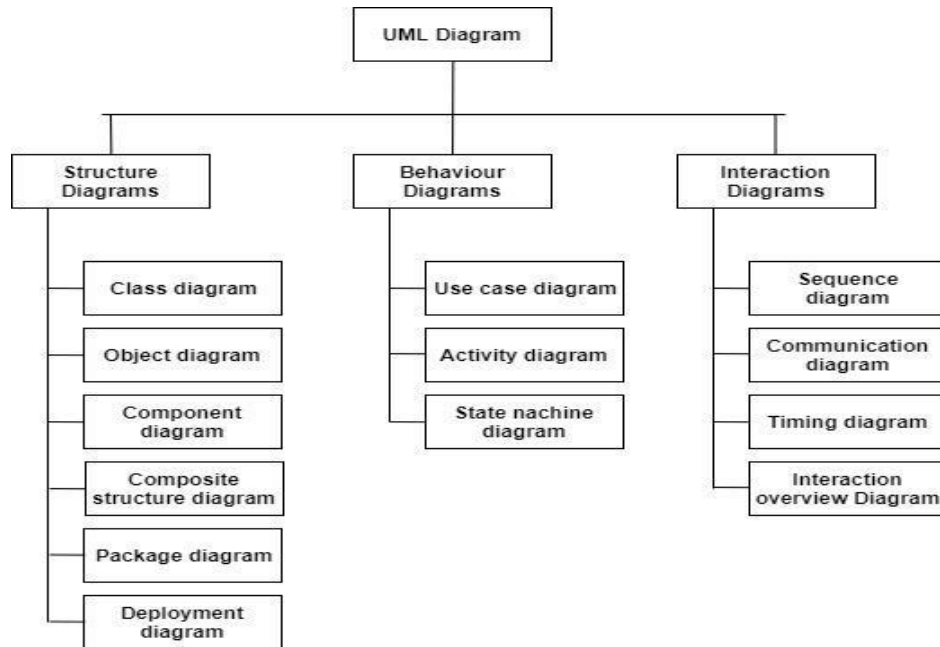 UML Diagram
Structure
Diagrams
Behaviour
Diagrams
Interaction
Diagrams
Class diagram
Object diagram
Component
diagram
Composite
structure diagram
Package diagram
Deployment
diagram
Use case diagram
Activity diagram
State nachine
diagram
Sequence
diagram
Communication
diagram
Timing diagram
Interaction
overview Diagram